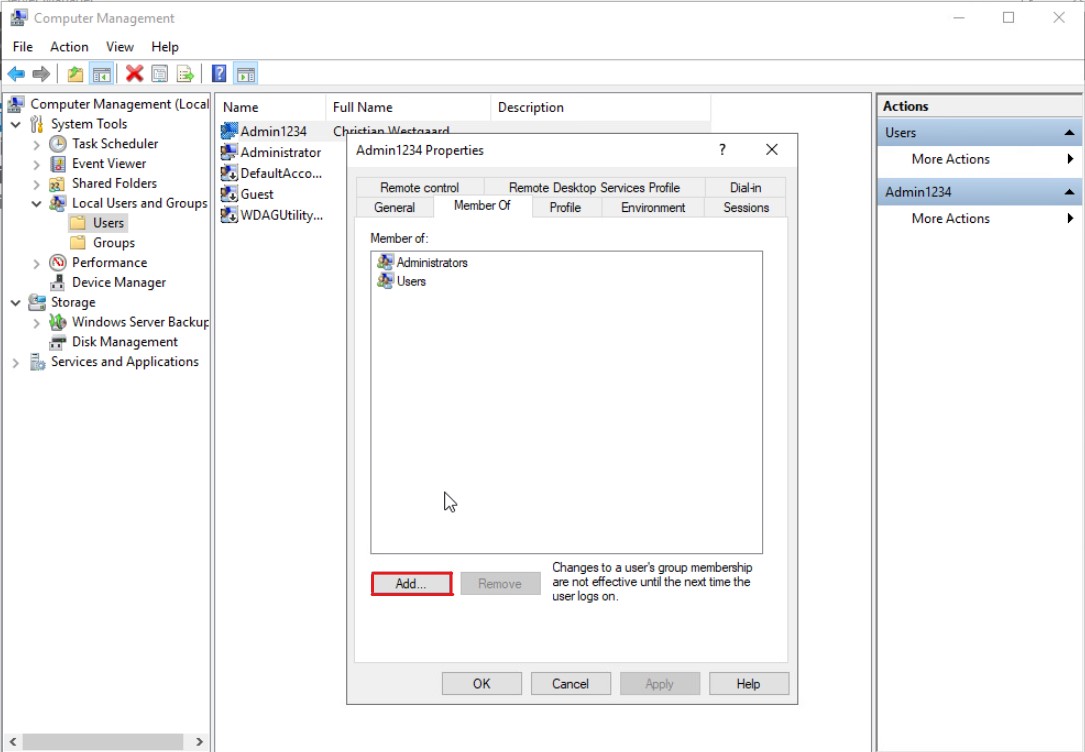 Computer Management
File Action View Help
Computer Management (Local
System Tools
Task Scheduler
Event Viewer
Shared Folders
Local Users and Groups
Users
Groups
Performance
Device Manager
Storage
Windows Server Backup
Disk Management
Services and Applications
Name Full Name Description
Admin1234 Christian Westgaard
Administrator
DefaultAcco...
Guest
WDAGUtility...
Admin1234 Properties ?
Remote control Remote Desktop Services Profile Dial-in
General Member Of Profile Environment Sessions
Member of:
Administrators
Users
Add... Remove
Changes to a user's group membership
are not effective until the next time the
user logs on.
OK Cancel Apply Help
Actions
Users
More Actions
Admin1234
More Actions